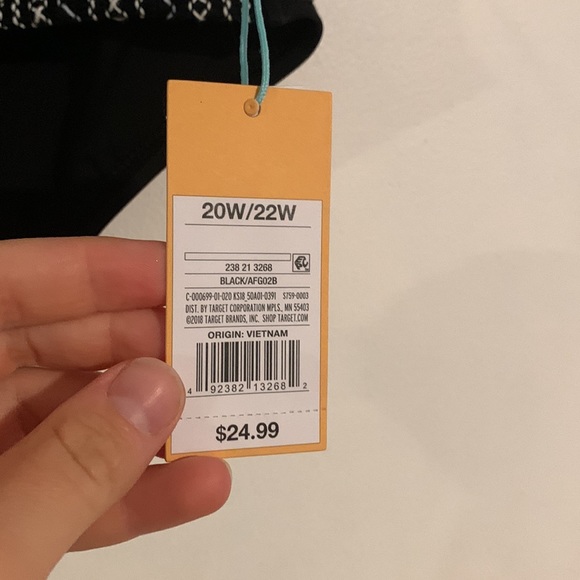 20W/22W
238 21 3268
BLACK/AFG02B
C-000699-01-020 KS18_50A01-0391 S759-0003
DIST. BY TARGET CORPORATION MPLS., MN 55403
©2018 TARGET BRANDS, INC. SHOP TARGET.COM
ORIGIN: VIETNAM
4 92382 13268 2
$24.99